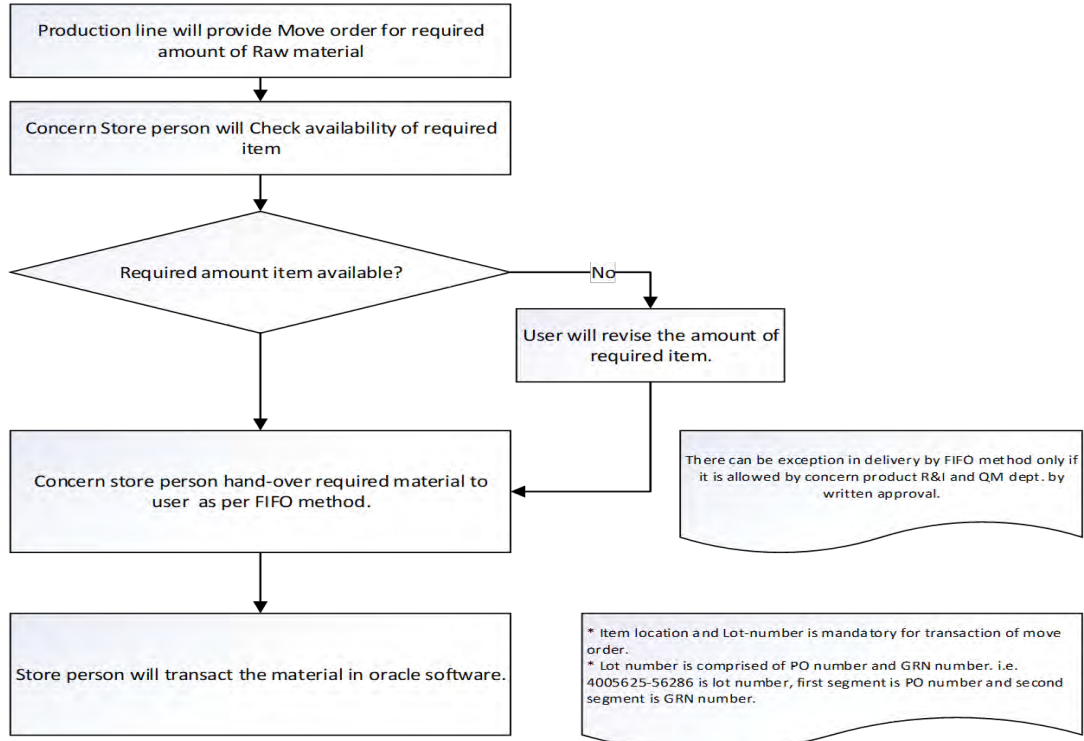 Production line will provide Move order for required
amount of Raw material
Concern Store person will Check availability of required
item
Required amount item available?
No
User will revise the amount of
required item.
Concern store person hand-over required material to
user as per FIFO method.
There can be exception in delivery by FIFO method only if
it is allowed by concern product R&I and QM dept. by
written approval.
Store person will transact the material in oracle software.
* Item location and Lot-number is mandatory for transaction of move
order.
* Lot number is comprised of PO number and GRN number. i.e.
4005625-56286 is lot number, first segment is PO number and second
segment is GRN number.